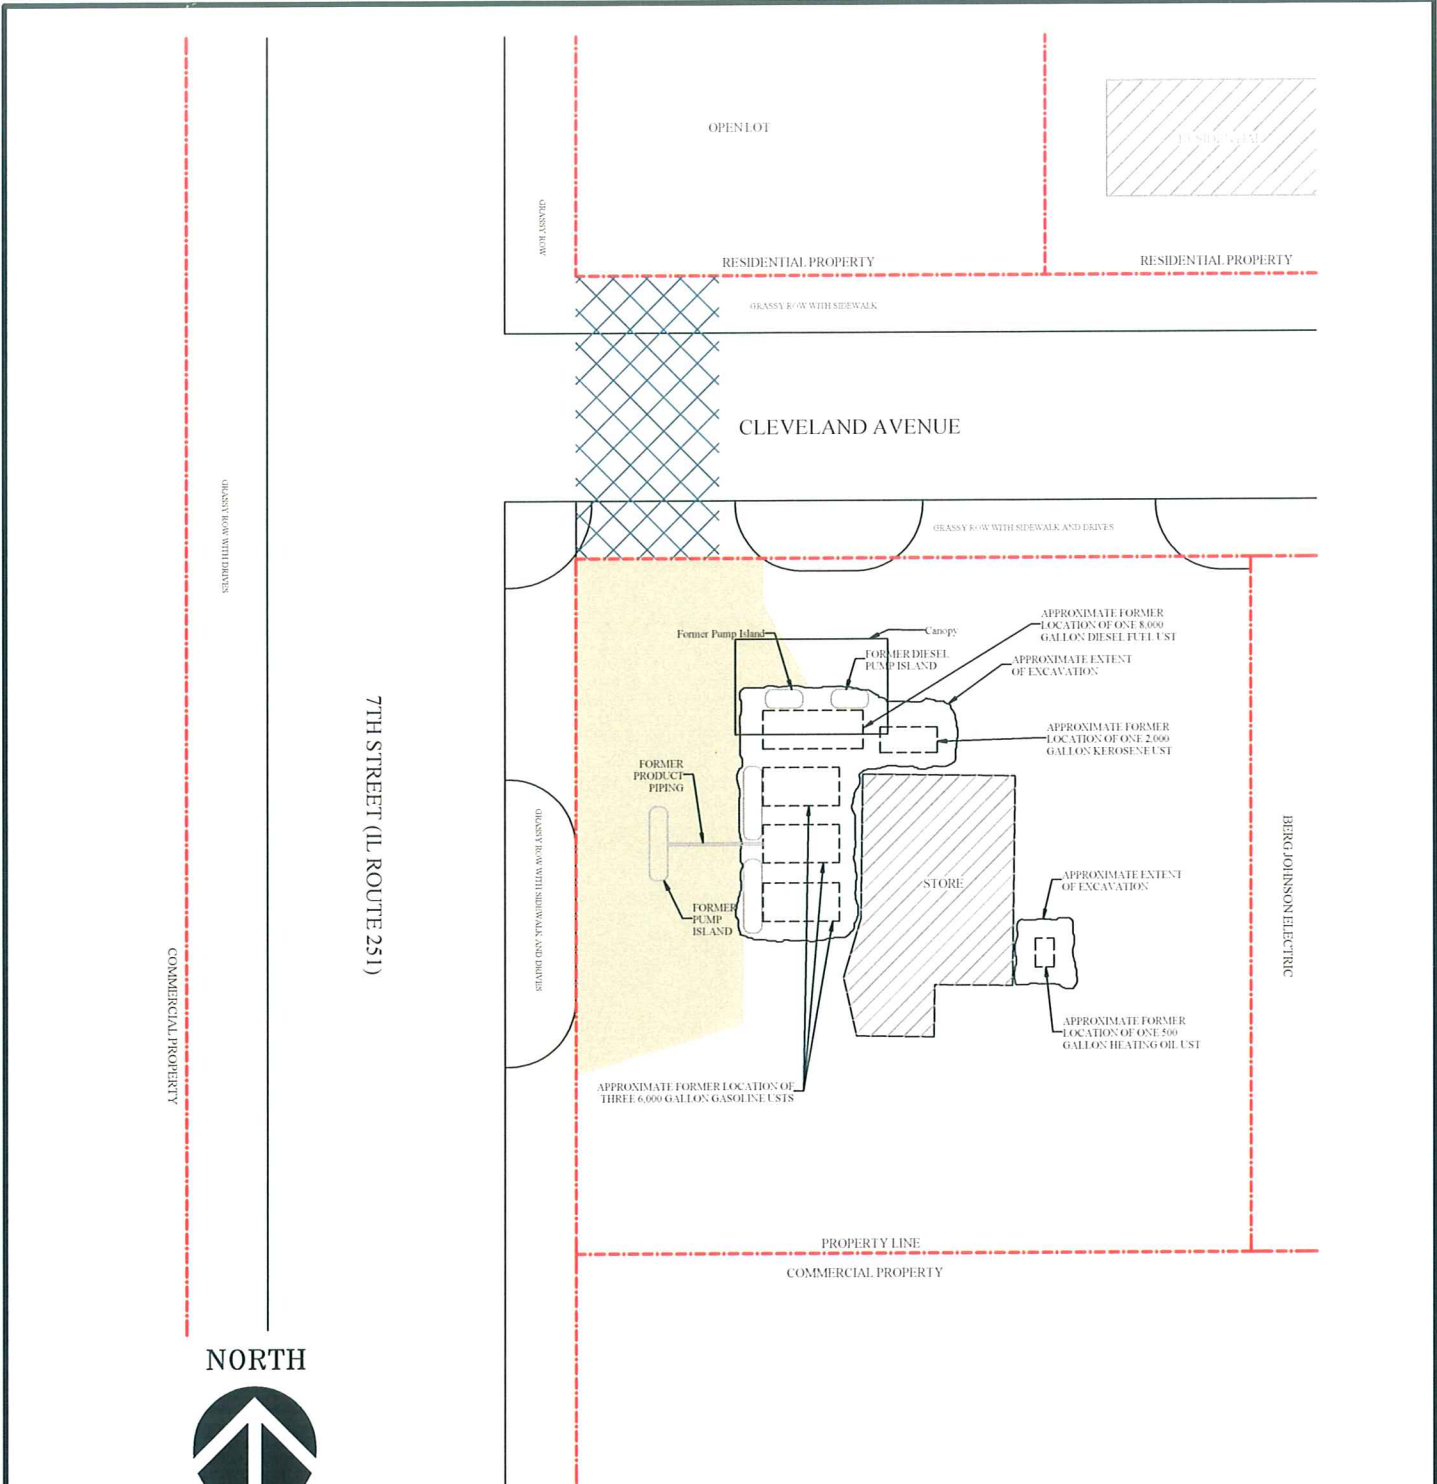 OPEN LOT
RESIDENTIAL
GRASSY ROW
RESIDENTIAL PROPERTY
RESIDENTIAL PROPERTY
GRASSY ROW WITH SIDEWALK
CLEVELAND AVENUE
GRASSY ROW WITH DRIVES
GRASSY ROW WITH SIDEWALK AND DRIVES
APPROXIMATE FORMER
LOCATION OF ONE 8,000
GALLON DIESEL FUEL UST
Former Pump Island
Canopy
FORMER DIESEL
PUMP ISLAND
APPROXIMATE EXTENT
OF EXCAVATION
APPROXIMATE FORMER
LOCATION OF ONE 2,000
GALLON KEROSENE UST
7TH STREET (IL ROUTE 251)
FORMER
PRODUCT
PIPING
GRASSY ROW WITH SIDEWALK AND DRIVES
STORE
BERG JOHNSON ELECTRIC
APPROXIMATE EXTENT
OF EXCAVATION
FORMER
PUMP
ISLAND
COMMERCIAL PROPERTY
APPROXIMATE FORMER
LOCATION OF ONE 500
GALLON HEATING OIL UST
APPROXIMATE FORMER LOCATION OF
THREE 6,000 GALLON GASOLINE USTS
PROPERTY LINE
COMMERCIAL PROPERTY
NORTH